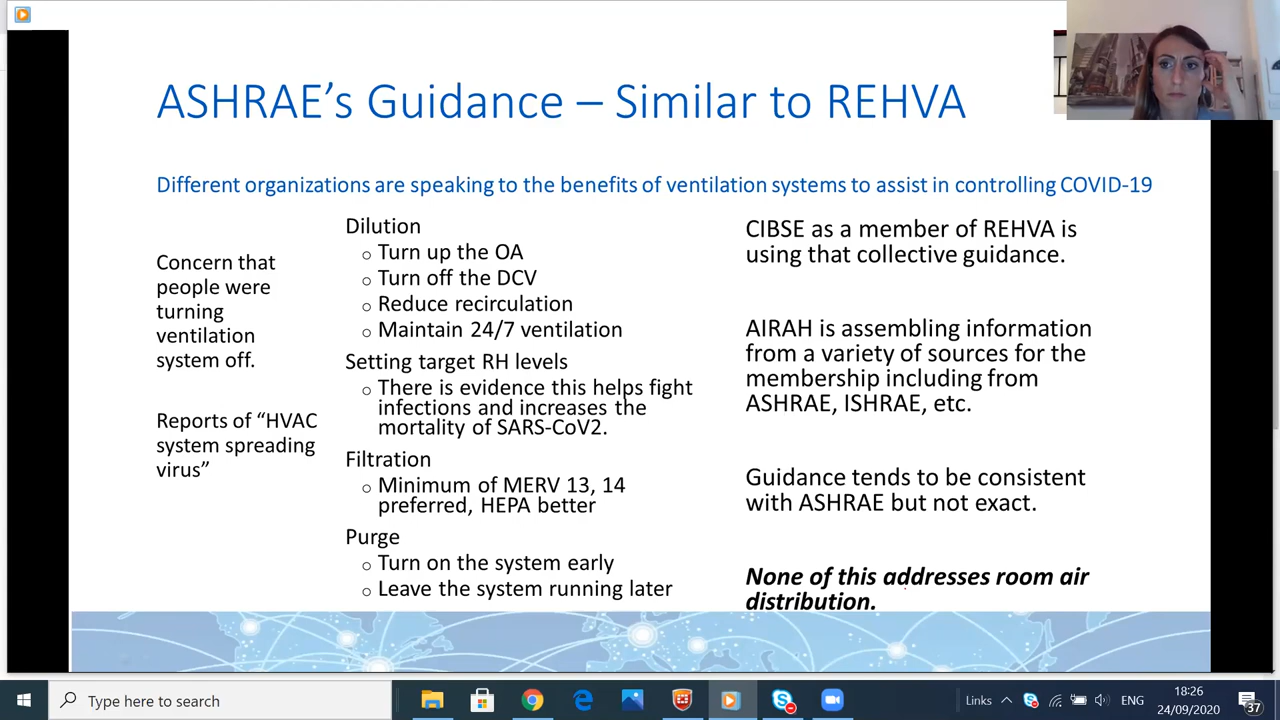 ASHRAE’s Guidance – Similar to REHVA
Different organizations are speaking to the benefits of ventilation systems to assist in controlling COVID-19
Concern that
people were
turning
ventilation
system off.
Reports of “HVAC
system spreading
virus”
Dilution
o Turn up the OA
o Turn off the DCV
o Reduce recirculation
o Maintain 24/7 ventilation
Setting target RH levels
o There is evidence this helps fight
infections and increases the
mortality of SARS-CoV2.
Filtration
o Minimum of MERV 13, 14
preferred, HEPA better
Purge
o Turn on the system early
o Leave the system running later
CIBSE as a member of REHVA is
using that collective guidance.
AIRAH is assembling information
from a variety of sources for the
membership including from
ASHRAE, ISHRAE, etc.
Guidance tends to be consistent
with ASHRAE but not exact.
None of this addresses room air
distribution.
Type here to search
Links
ENG
18:26
24/09/2020
37